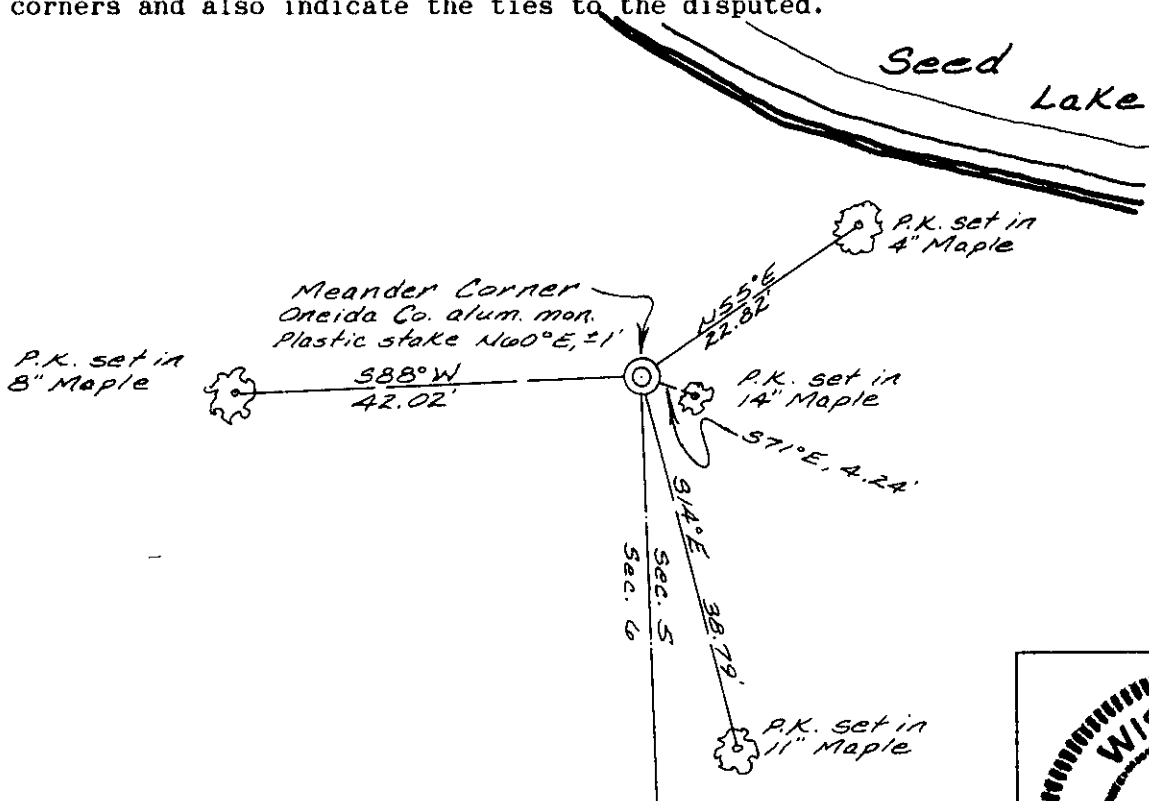 corners and also indicate the ties to the disputed.
Seed
Lake
P.K. set in
4" Maple
N55°E
22.82'
Meander Corner
Oneida Co. alum. mon.
Plastic stake N60°E, ±1'
P.K. set in
8" Maple
S88°W
42.02'
P.K. set in
14" Maple
S71°E, 4.24'
S14°E 38.79'
Sec. 5
Sec. 6
P.K. set in
11" Maple